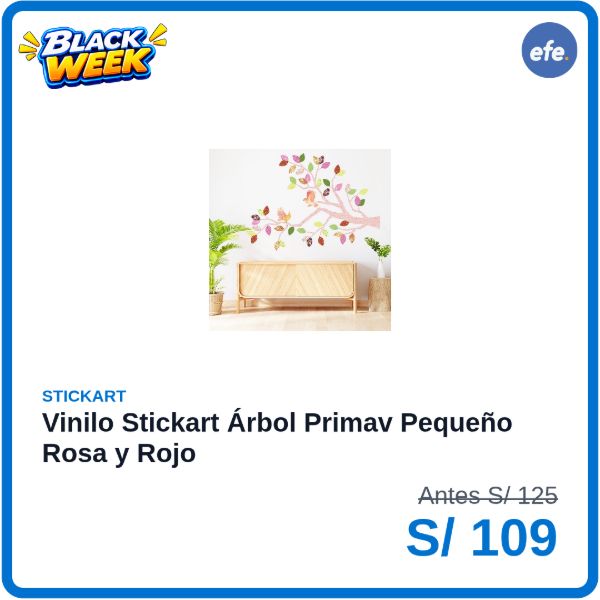 BLACK
WEEK
efe.
STICKART
Vinilo Stickart Árbol Primav Pequeño
Rosa y Rojo
Antes S/ 125
S/ 109